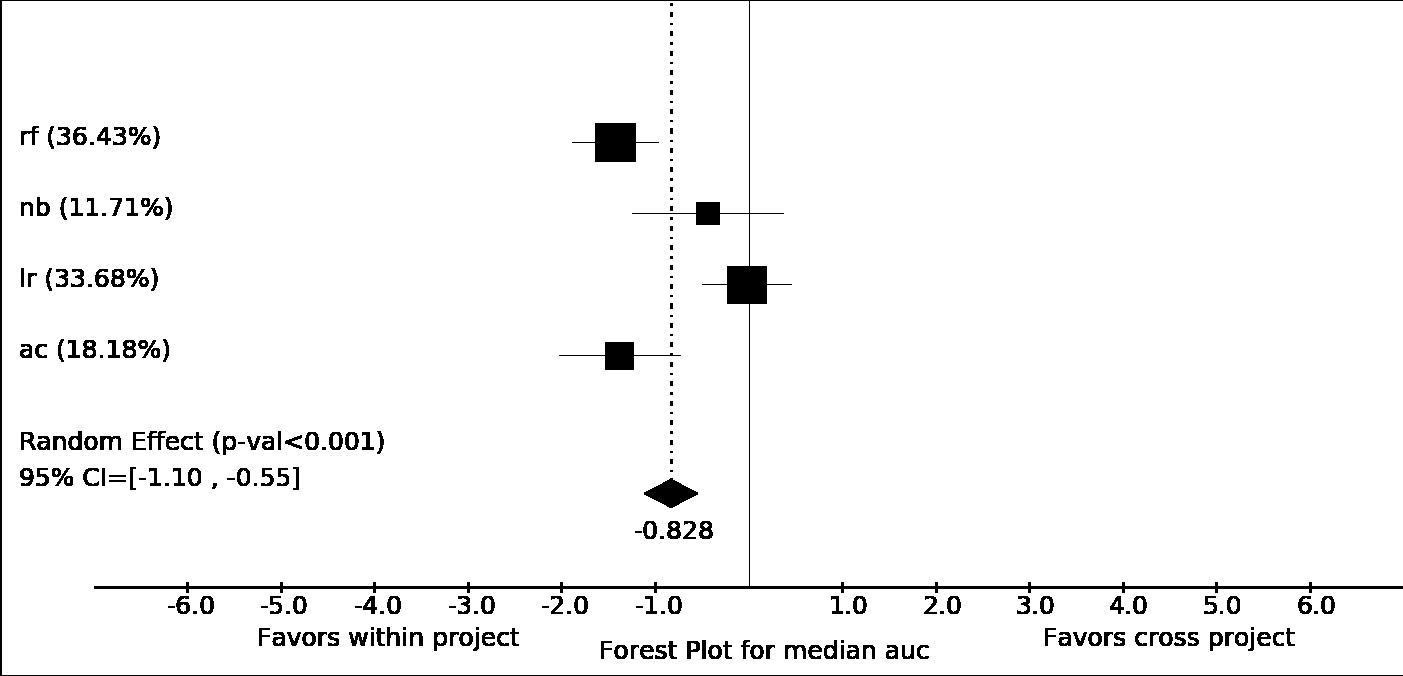 rf (36.43%)
nb (11.71%)
lr (33.68%)
ac (18.18%)
Random Effect (p-val<0.001)
95% CI=[-1.10 , -0.55]
-0.828
-6.0 -5.0 -4.0 -3.0 -2.0 -1.0 1.0 2.0 3.0 4.0 5.0 6.0
Favors within project Favors cross project
Forest Plot for median auc